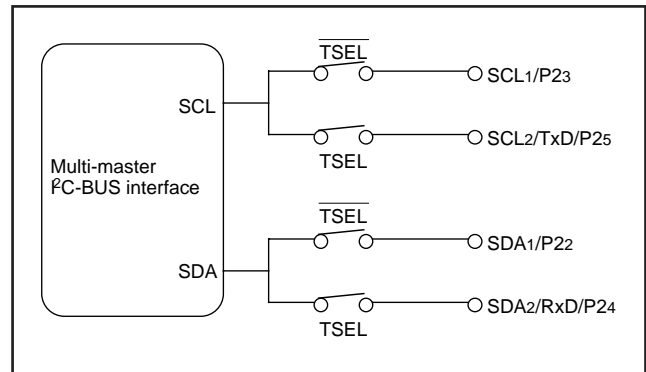 TSEL
SCL1/P23
SCL
SCL2/TxD/P25
TSEL
Multi-master
I²C-BUS interface
TSEL
SDA1/P22
SDA
SDA2/RxD/P24
TSEL